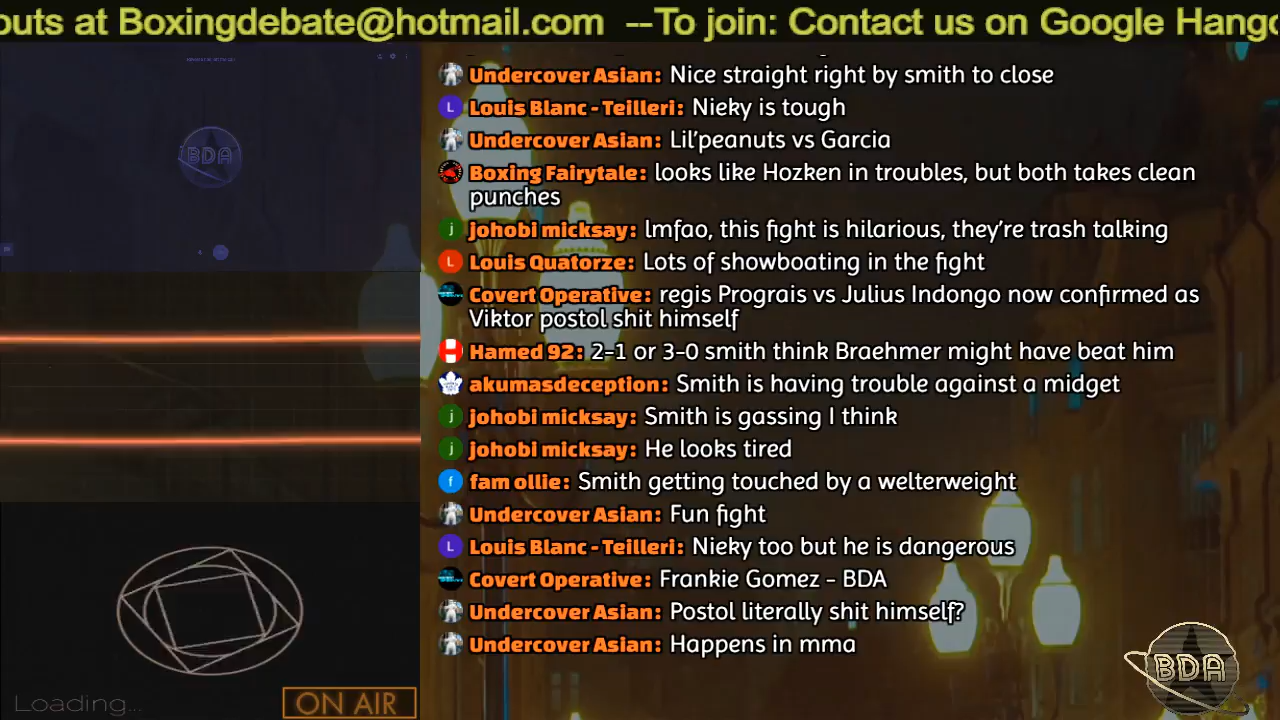 outs at Boxingdebate@hotmail.com --To join: Contact us on Google Hango
BDA
Undercover Asian: Nice straight right by smith to close
Louis Blanc - Teilleri: Nieky is tough
Undercover Asian: Lil'peanuts vs Garcia
Boxing Fairytale: looks like Hozken in troubles, but both takes clean
punches
johobi micksay: lmfao, this fight is hilarious, they're trash talking
Louis Quatorze: Lots of showboating in the fight
Covert Operative: regis Prograis vs Julius Indongo now confirmed as
Viktor postol shit himself
Hamed 92: 2-1 or 3-0 smith think Braehmer might have beat him
akumasdeception: Smith is having trouble against a midget
johobi micksay: Smith is gassing I think
johobi micksay: He looks tired
fam ollie: Smith getting touched by a welterweight
Undercover Asian: Fun fight
Louis Blanc - Teilleri: Nieky too but he is dangerous
Covert Operative: Frankie Gomez - BDA
Undercover Asian: Postol literally shit himself?
Undercover Asian: Happens in mma
Loading...
ON AIR
BDA